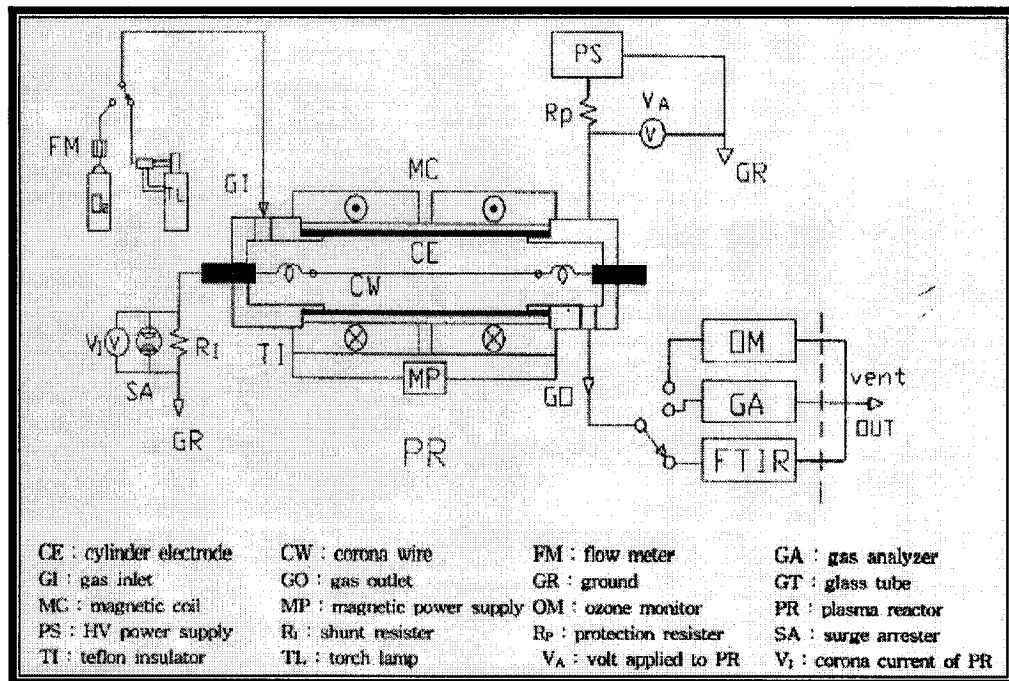 PS
Rp
VA
V
GR
FM
O2
TL
GI
MC
CE
CW
VI
V
RI
SA
GR
TI
MP
GO
PR
OM
GA
FTIR
vent
OUT
CE : cylinder electrode CW : corona wire FM : flow meter GA : gas analyzer
GI : gas inlet GO : gas outlet GR : ground GT : glass tube
MC : magnetic coil MP : magnetic power supply OM : ozone monitor PR : plasma reactor
PS : HV power supply RI : shunt resister RP : protection resister SA : surge arrester
TI : teflon insulator TL : torch lamp VA : volt applied to PR VI : corona current of PR